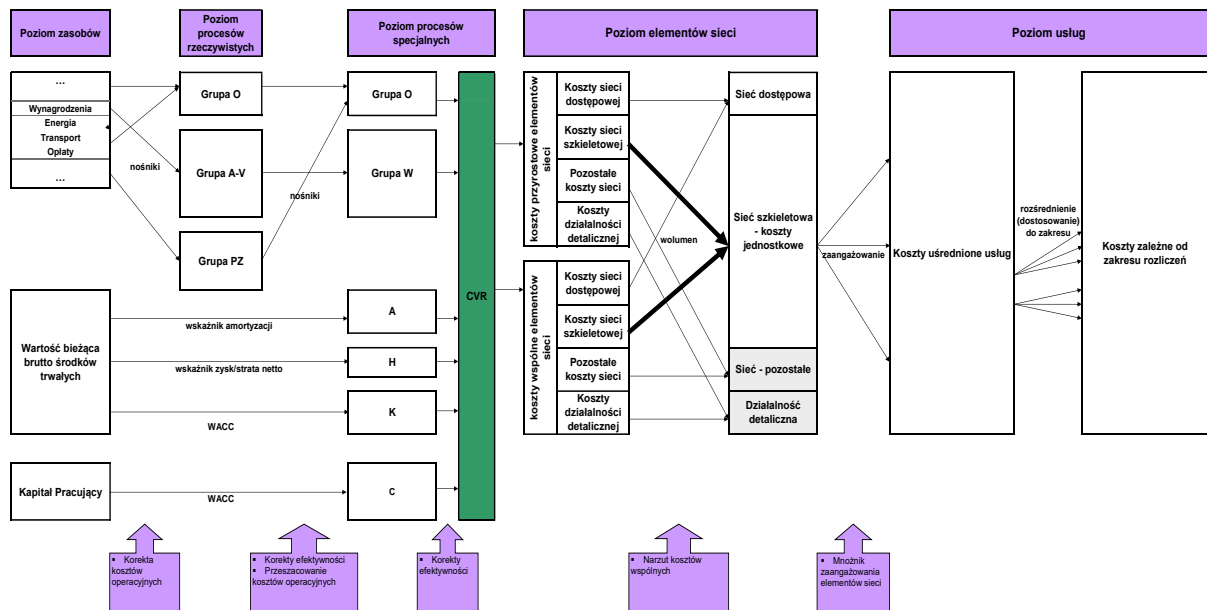 Poziom zasobów
Poziom
procesów
rzeczywistych
Poziom procesów
specjalnych
Poziom elementów sieci
Poziom usług
...
Wynagrodzenia
Energia
Transport
Opłaty
...
nośniki
Grupa O
Grupa A-V
Grupa PZ
nośniki
Grupa O
Grupa W
Wartość bieżąca
brutto środków
trwałych
wskaźnik amortyzacji
wskaźnik zysk/strata netto
WACC
A
H
K
Kapitał Pracujący
WACC
C
CVR
koszty przyrostowe elementów
sieci
Koszty sieci
dostępowej
Koszty sieci
szkieletowej
Pozostałe
koszty sieci
Koszty
działalności
detalicznej
koszty wspólne elementów
sieci
Koszty sieci
dostępowej
Koszty sieci
szkieletowej
Pozostałe
koszty sieci
Koszty
działalności
detalicznej
wolumen
Sieć dostępowa
Sieć szkieletowa
- koszty
jednostkowe
Sieć - pozostałe
Działalność
detaliczna
zaangażowanie
Koszty uśrednione usług
rozśrednienie
(dostosowanie)
do zakresu
Koszty zależne od
zakresu rozliczeń
▪ Korekta
kosztów
operacyjnych
▪ Korekty efektywności
▪ Przeszacowanie
kosztów operacyjnych
▪ Korekty
efektywności
▪ Narzut kosztów
wspólnych
▪ Mnożnik
zaangażowania
elementów sieci